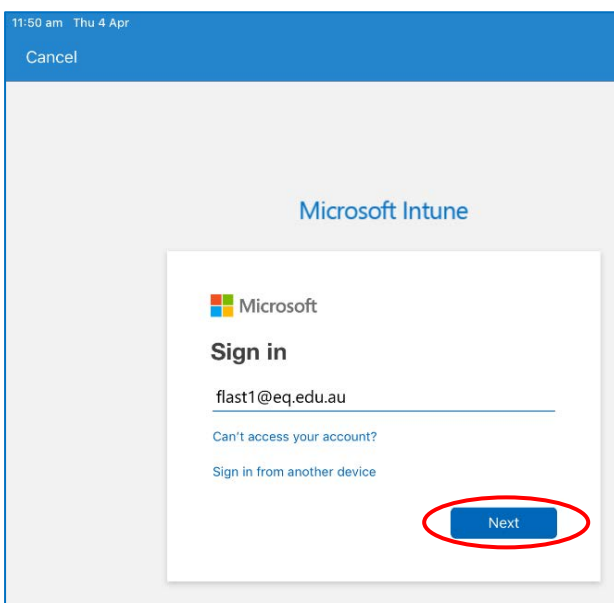 11:50 am Thu 4 Apr
Cancel
Microsoft Intune
Microsoft
Sign in
flast1@eq.edu.au
Can't access your account?
Sign in from another device
Next